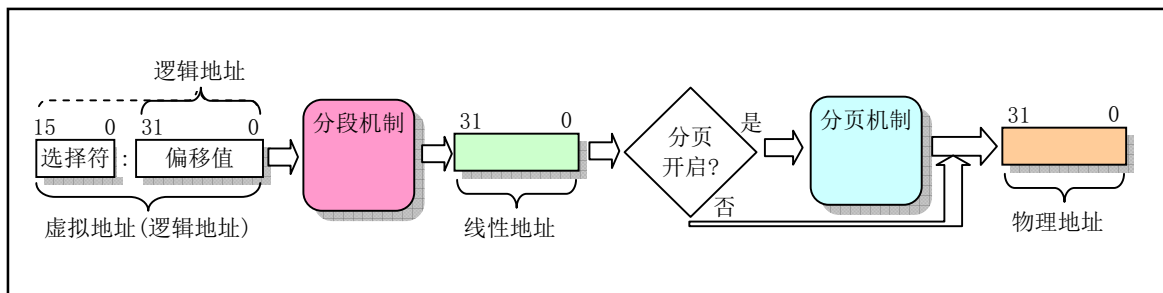 逻辑地址
15 0 31 0
选择符 : 偏移值
虚拟地址(逻辑地址)
分段机制
31 0
线性地址
分页
开启?
是
否
分页机制
31 0
物理地址